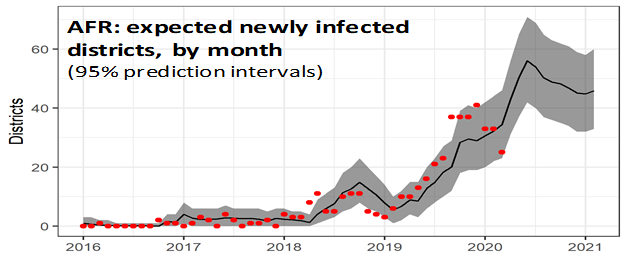 AFR: expected newly infected
districts, by month
(95% prediction intervals)
Districts
60
40
20
0
2016 2017 2018 2019 2020 2021